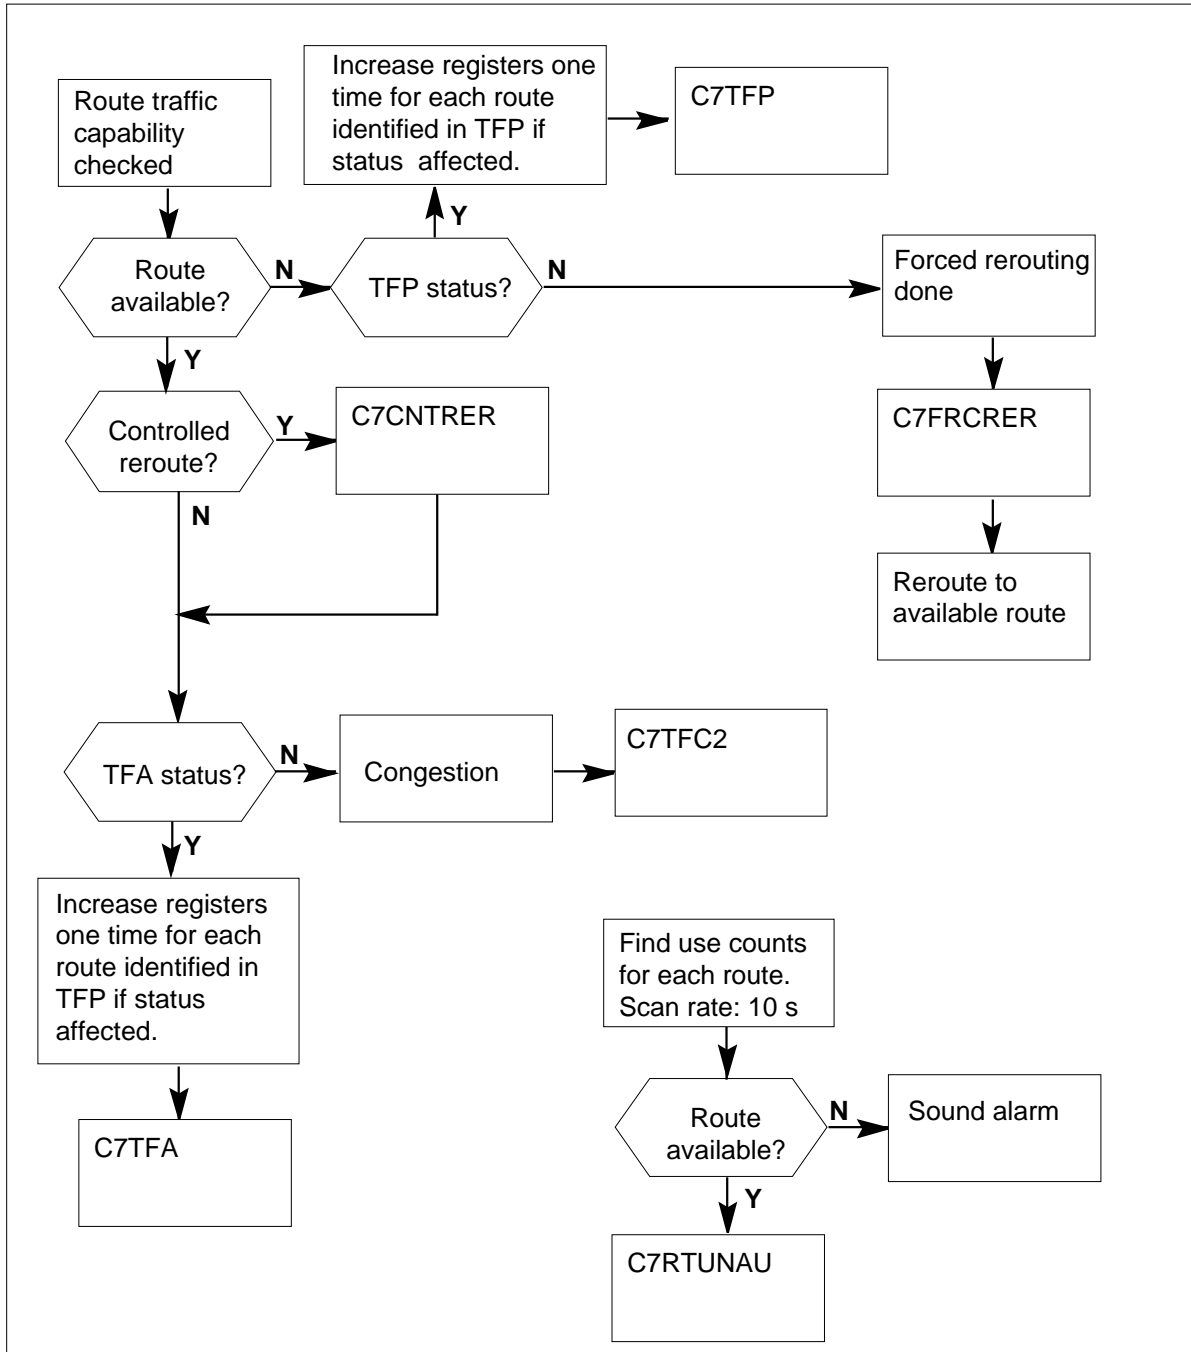 Route traffic
capability
checked
Increase registers one
time for each route
identified in TFP if
status affected.
C7TFP
Y
Route
available?
N
TFP status?
N
Forced rerouting
done
Y
Controlled
reroute?
Y
C7CNTRER
C7FRCRER
N
Reroute to
available route
TFA status?
N
Congestion
C7TFC2
Y
Increase registers
one time for each
route identified in
TFP if status
affected.
C7TFA
Find use counts
for each route.
Scan rate: 10 s
Route
available?
N
Sound alarm
Y
C7RTUNAU